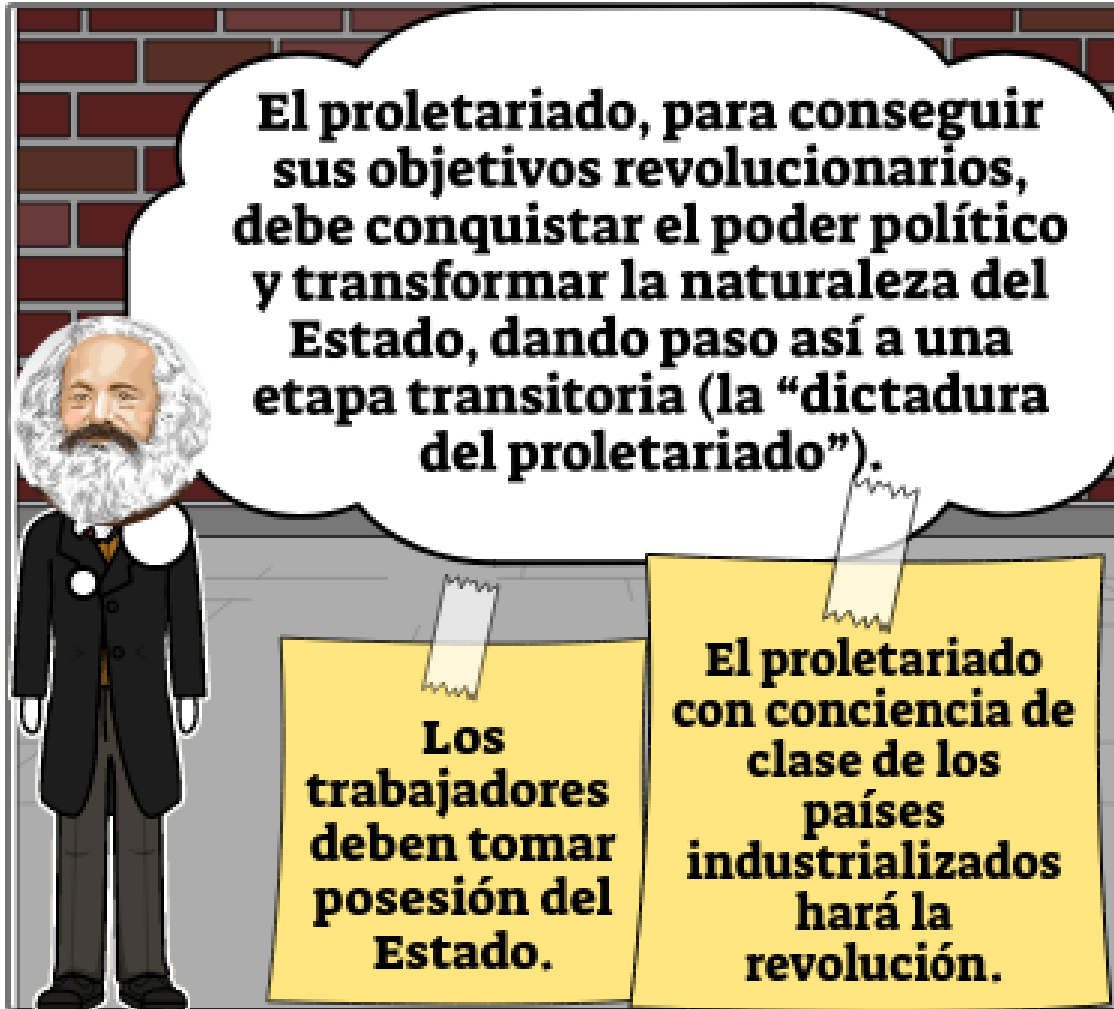 El proletariado, para conseguir
sus objetivos revolucionarios,
debe conquistar el poder político
y transformar la naturaleza del
Estado, dando paso así a una
etapa transitoria (la “dictadura
del proletariado”).
Los
trabajadores
deben tomar
posesión del
Estado.
El proletariado
con conciencia de
clase de los
países
industrializados
hará la
revolución.